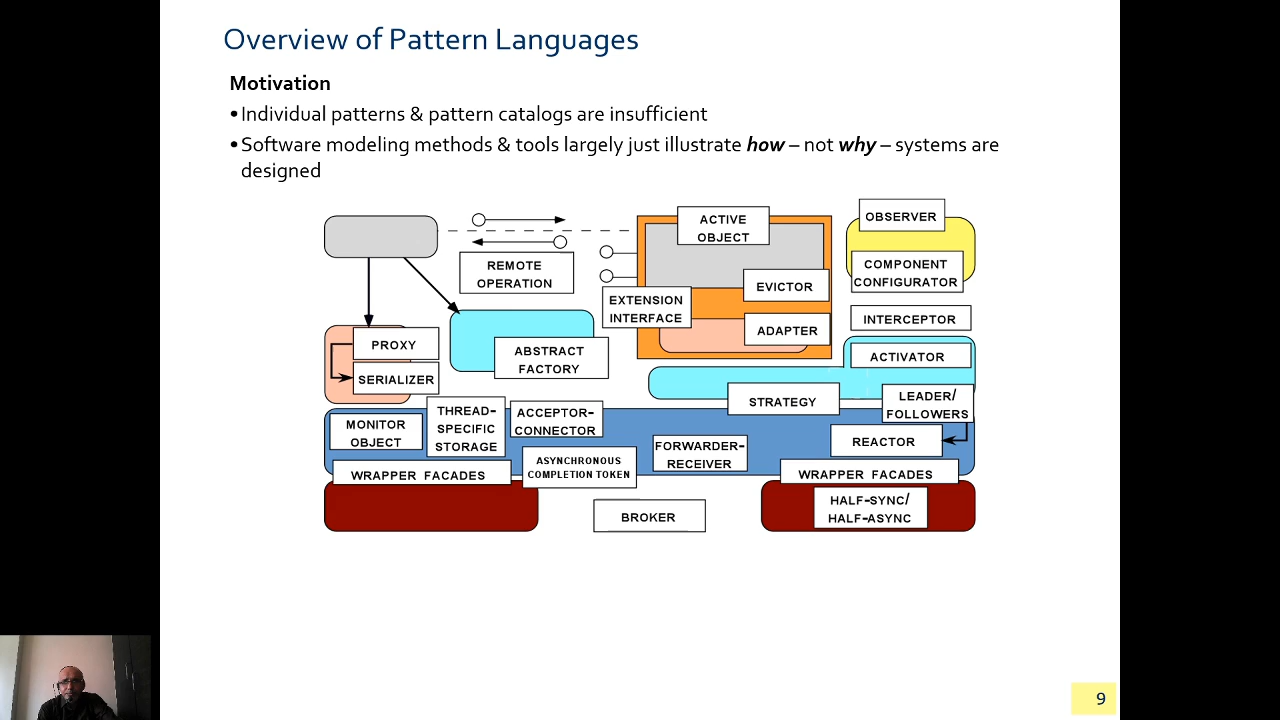 Overview of Pattern Languages
Motivation
•Individual patterns & pattern catalogs are insufficient
•Software modeling methods & tools largely just illustrate how – not why – systems are
designed
OBSERVER
ACTIVE
OBJECT
REMOTE
OPERATION
COMPONENT
CONFIGURATOR
EVICTOR
EXTENSION
INTERFACE
INTERCEPTOR
ADAPTER
PROXY
ABSTRACT
FACTORY
ACTIVATOR
SERIALIZER
STRATEGY
LEADER/
FOLLOWERS
MONITOR
OBJECT
THREAD-
SPECIFIC
STORAGE
ACCEPTOR-
CONNECTOR
FORWARDER-
RECEIVER
REACTOR
WRAPPER FACADES
ASYNCHRONOUS
COMPLETION TOKEN
WRAPPER FACADES
BROKER
HALF-SYNC/
HALF-ASYNC
9